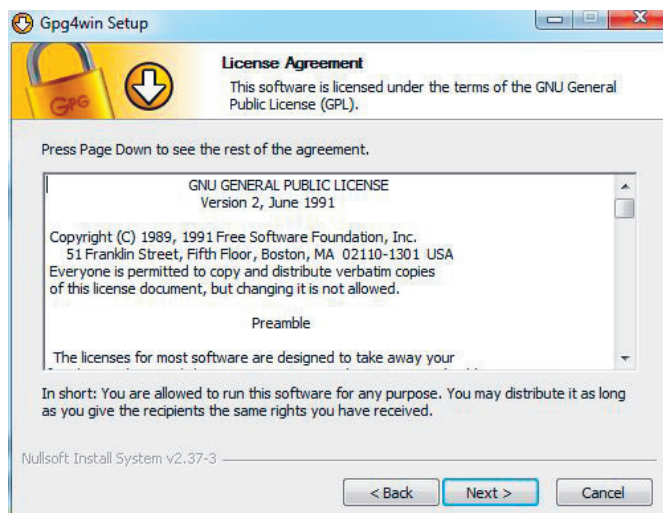 Gpg4win Setup
License Agreement
This software is licensed under the terms of the GNU General
Public License (GPL).
GPG
Press Page Down to see the rest of the agreement.
GNU GENERAL PUBLIC LICENSE
Version 2, June 1991
Copyright (C) 1989, 1991 Free Software Foundation, Inc.
51 Franklin Street, Fifth Floor, Boston, MA 02110-1301 USA
Everyone is permitted to copy and distribute verbatim copies
of this license document, but changing it is not allowed.
Preamble
The licenses for most software are designed to take away your
In short: You are allowed to run this software for any purpose. You may distribute it as long
as you give the recipients the same rights you have received.
Nullsoft Install System v2.37-3
< Back
Next >
Cancel